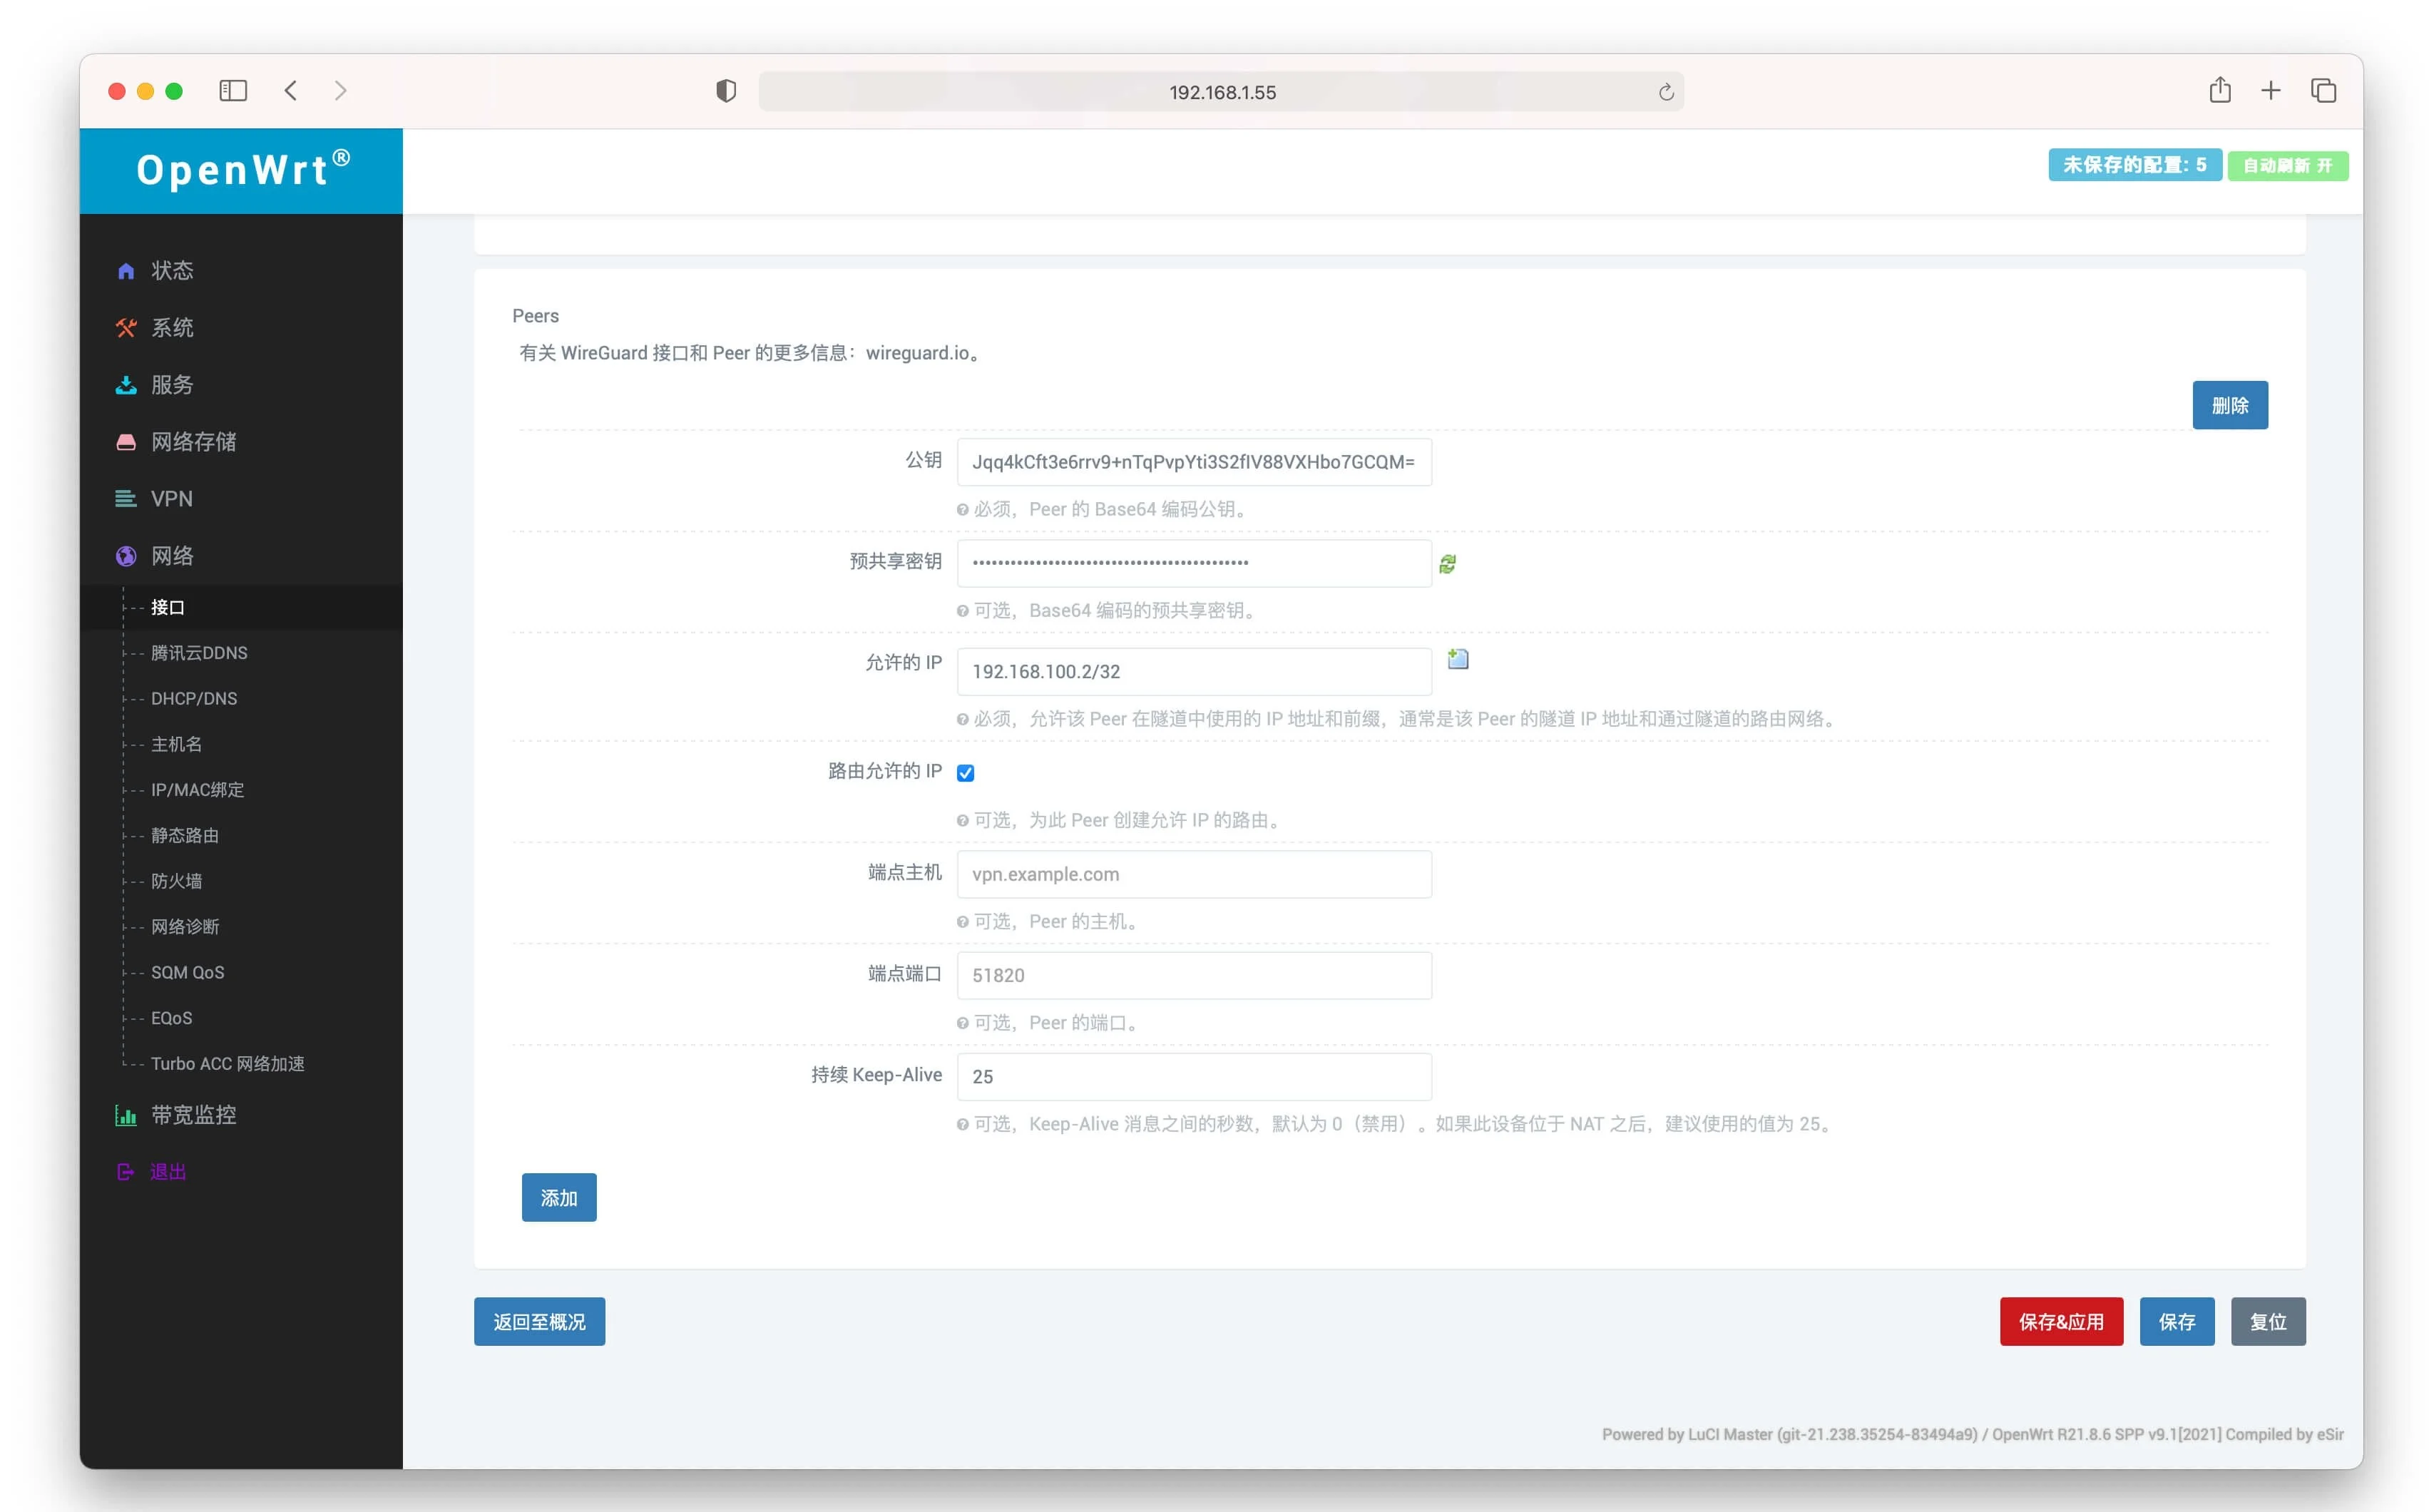 192.168.1.55
OpenWrt®
未保存的配置: 5
自动刷新 开
状态
系统
服务
网络存储
VPN
网络
接口
腾讯云DDNS
DHCP/DNS
主机名
IP/MAC绑定
静态路由
防火墙
网络诊断
SQM QoS
EQoS
Turbo ACC 网络加速
带宽监控
退出
Peers
有关 WireGuard 接口和 Peer 的更多信息：wireguard.io。
删除
公钥
Jqq4kCft3e6rrv9+nTqPvpYti3S2fIV88VXHbo7GCQM=
必须，Peer 的 Base64 编码公钥。
预共享密钥
••••••••••••••••••••••••••••••••••••••••••••
可选，Base64 编码的预共享密钥。
允许的 IP
192.168.100.2/32
必须，允许该 Peer 在隧道中使用的 IP 地址和前缀，通常是该 Peer 的隧道 IP 地址和通过隧道的路由网络。
路由允许的 IP
可选，为此 Peer 创建允许 IP 的路由。
端点主机
vpn.example.com
可选，Peer 的主机。
端点端口
51820
可选，Peer 的端口。
持续 Keep-Alive
25
可选，Keep-Alive 消息之间的秒数，默认为 0（禁用）。如果此设备位于 NAT 之后，建议使用的值为 25。
添加
返回至概况
保存&应用
保存
复位
Powered by LuCI Master (git-21.238.35254-83494a9) / OpenWrt R21.8.6 SPP v9.1[2021] Compiled by eSir